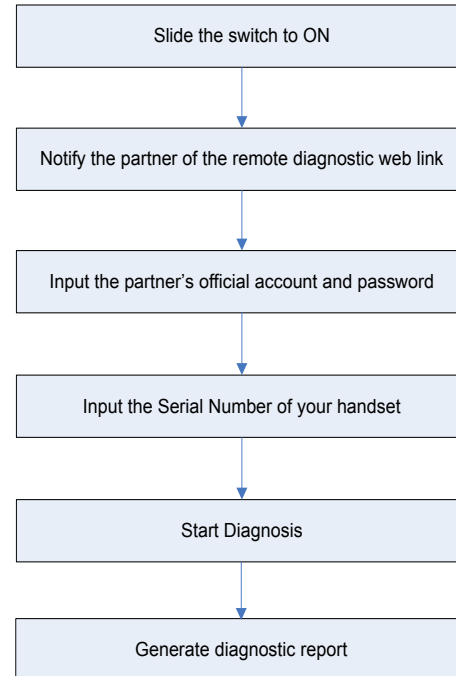 Slide the switch to ON
Notify the partner of the remote diagnostic web link
Input the partner’s official account and password
Input the Serial Number of your handset
Start Diagnosis
Generate diagnostic report